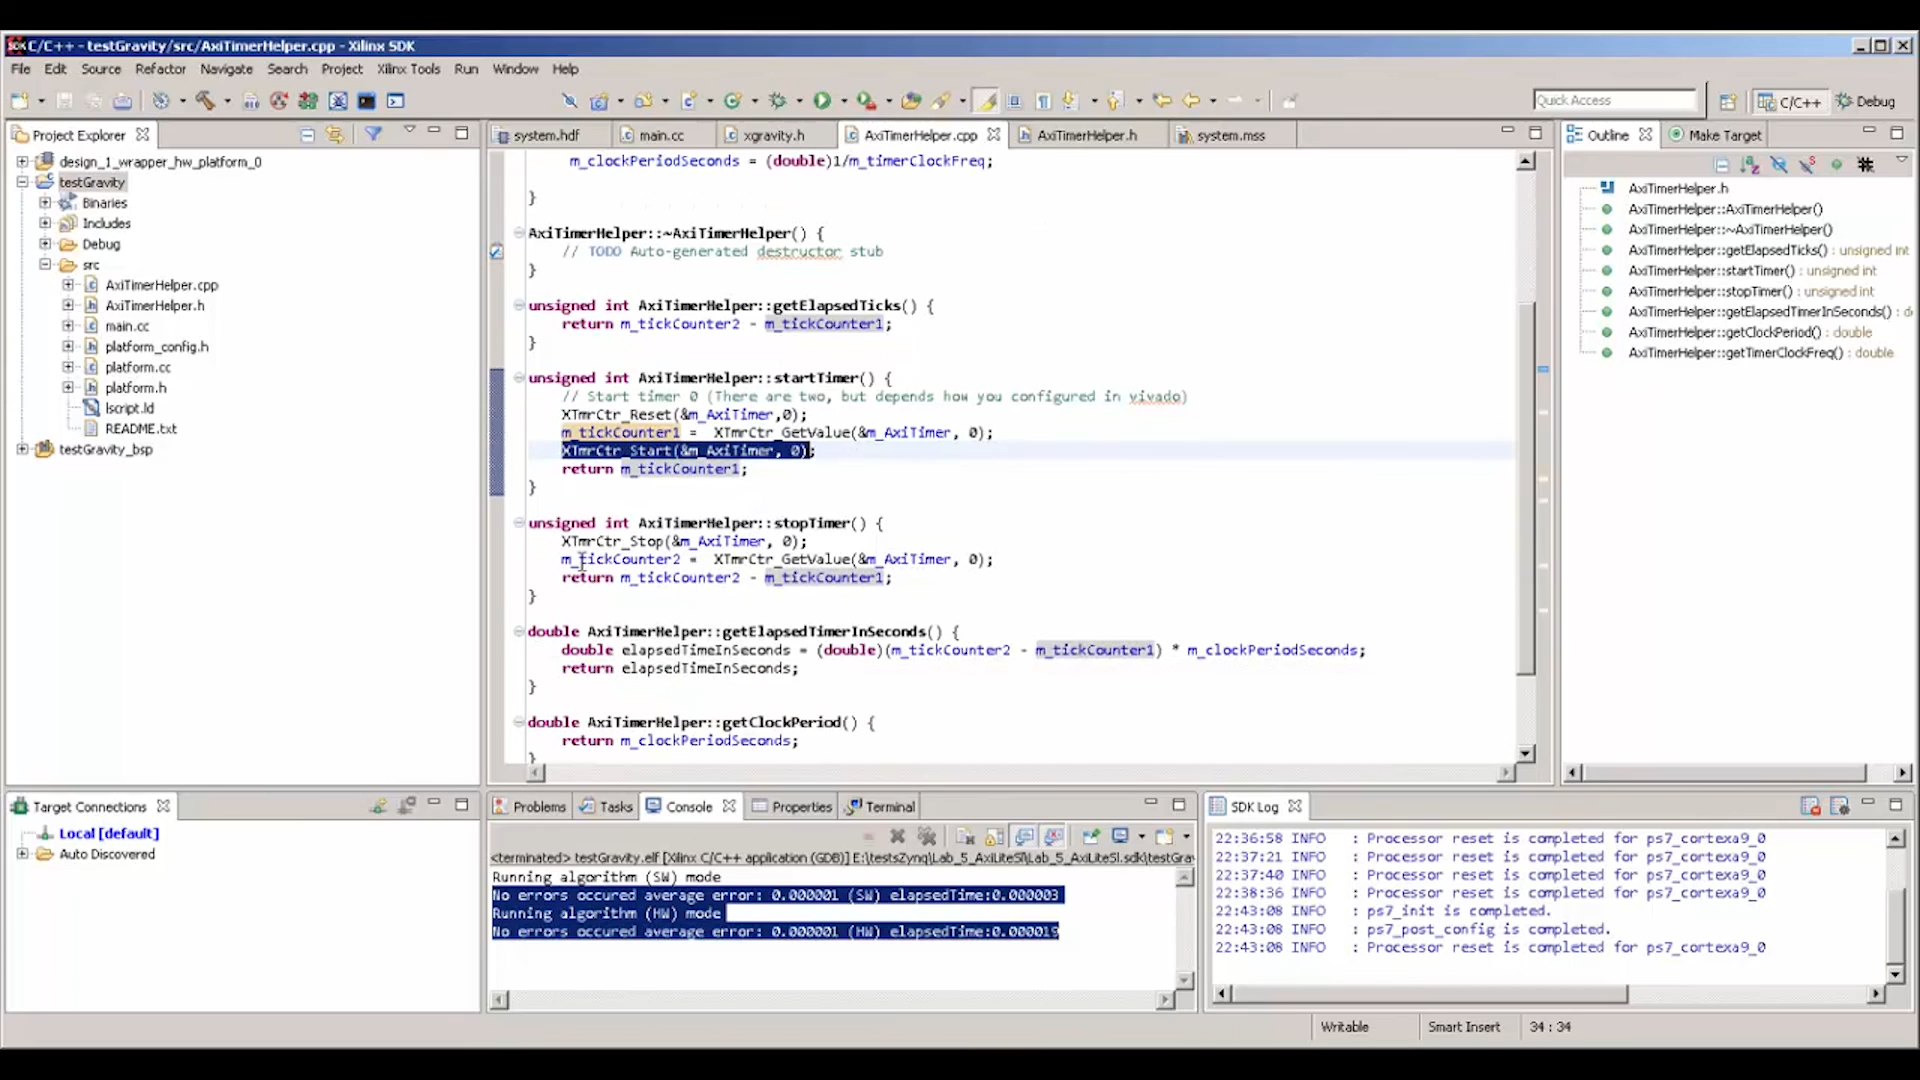 C/C++ - testGravity/src/AxiTimerHelper.cpp - Xilinx SDK
File Edit Source Refactor Navigate Search Project Xilinx Tools Run Window Help
Quick Access
C/C++
Debug
Project Explorer
design_1_wrapper_hw_platform_0
testGravity
Binaries
Includes
Debug
src
AxiTimerHelper.cpp
AxiTimerHelper.h
main.cc
platform_config.h
platform.cc
platform.h
lscript.ld
README.txt
testGravity_bsp
system.hdf main.cc xgravity.h AxiTimerHelper.cpp AxiTimerHelper.h system.mss
m_clockPeriodSeconds = (double)1/m_timerClockFreq;
}
AxiTimerHelper::~AxiTimerHelper() {
// TODO Auto-generated destructor stub
}
unsigned int AxiTimerHelper::getElapsedTicks() {
return m_tickCounter2 - m_tickCounter1;
}
unsigned int AxiTimerHelper::startTimer() {
// Start timer 0 (There are two, but depends how you configured in vivado)
XTmrCtr_Reset(&m_AxiTimer,0);
m_tickCounter1 =  XTmrCtr_GetValue(&m_AxiTimer, 0);
XTmrCtr_Start(&m_AxiTimer, 0);
return m_tickCounter1;
}
unsigned int AxiTimerHelper::stopTimer() {
XTmrCtr_Stop(&m_AxiTimer, 0);
m_tickCounter2 =  XTmrCtr_GetValue(&m_AxiTimer, 0);
return m_tickCounter2 - m_tickCounter1;
}
double AxiTimerHelper::getElapsedTimerInSeconds() {
double elapsedTimeInSeconds = (double)(m_tickCounter2 - m_tickCounter1) * m_clockPeriodSeconds;
return elapsedTimeInSeconds;
}
double AxiTimerHelper::getClockPeriod() {
return m_clockPeriodSeconds;
}
Outline Make Target
AxiTimerHelper.h
AxiTimerHelper::AxiTimerHelper()
AxiTimerHelper::~AxiTimerHelper()
AxiTimerHelper::getElapsedTicks() : unsigned int
AxiTimerHelper::startTimer() : unsigned int
AxiTimerHelper::stopTimer() : unsigned int
AxiTimerHelper::getElapsedTimerInSeconds() : d
AxiTimerHelper::getClockPeriod() : double
AxiTimerHelper::getTimerClockFreq() : double
Target Connections
Local [default]
Auto Discovered
Problems Tasks Console Properties Terminal
<terminated> testGravity.elf [Xilinx C/C++ application (GDB)] E:\testsZynq\Lab_5_AxiLiteSl\Lab_5_AxiLiteSl.sdk\testGrav
Running algorithm (SW) mode
No errors occured average error: 0.000001 (SW) elapsedTime:0.000003
Running algorithm (HW) mode
No errors occured average error: 0.000001 (HW) elapsedTime:0.000019
SDK Log
22:36:58 INFO : Processor reset is completed for ps7_cortexa9_0
22:37:21 INFO : Processor reset is completed for ps7_cortexa9_0
22:37:40 INFO : Processor reset is completed for ps7_cortexa9_0
22:38:36 INFO : Processor reset is completed for ps7_cortexa9_0
22:43:08 INFO : ps7_init is completed.
22:43:08 INFO : ps7_post_config is completed.
22:43:08 INFO : Processor reset is completed for ps7_cortexa9_0
Writable Smart Insert 34 : 34